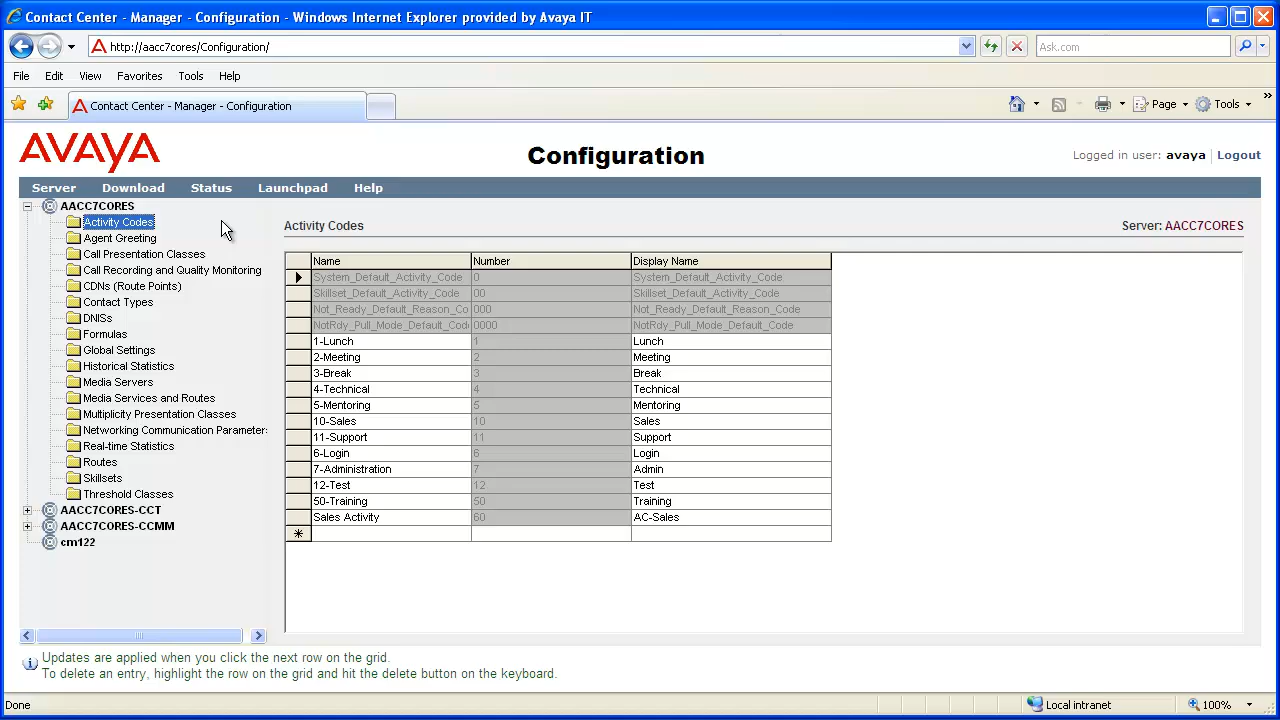 Contact Center - Manager - Configuration - Windows Internet Explorer provided by Avaya IT
http://aacc7cores/Configuration/
Ask.com
File Edit View Favorites Tools Help
Contact Center - Manager - Configuration
Page Tools
AVAYA
Configuration
Logged in user: avaya | Logout
Server Download Status Launchpad Help
AACC7CORES
Activity Codes
Agent Greeting
Call Presentation Classes
Call Recording and Quality Monitoring
CDNs (Route Points)
Contact Types
DNISs
Formulas
Global Settings
Historical Statistics
Media Servers
Media Services and Routes
Multiplicity Presentation Classes
Networking Communication Parameter:
Real-time Statistics
Routes
Skillsets
Threshold Classes
AACC7CORES-CCT
AACC7CORES-CCMM
cm122
Activity Codes
Server: AACC7CORES
Name Number Display Name
System_Default_Activity_Code 0 System_Default_Activity_Code
Skillset_Default_Activity_Code 00 Skillset_Default_Activity_Code
Not_Ready_Default_Reason_Co 000 Not_Ready_Default_Reason_Code
NotRdy_Pull_Mode_Default_Code 0000 NotRdy_Pull_Mode_Default_Code
1-Lunch 1 Lunch
2-Meeting 2 Meeting
3-Break 3 Break
4-Technical 4 Technical
5-Mentoring 5 Mentoring
10-Sales 10 Sales
11-Support 11 Support
6-Login 6 Login
7-Administration 7 Admin
12-Test 12 Test
50-Training 50 Training
Sales Activity 60 AC-Sales
Updates are applied when you click the next row on the grid.
To delete an entry, highlight the row on the grid and hit the delete button on the keyboard.
Done
Local intranet
100%